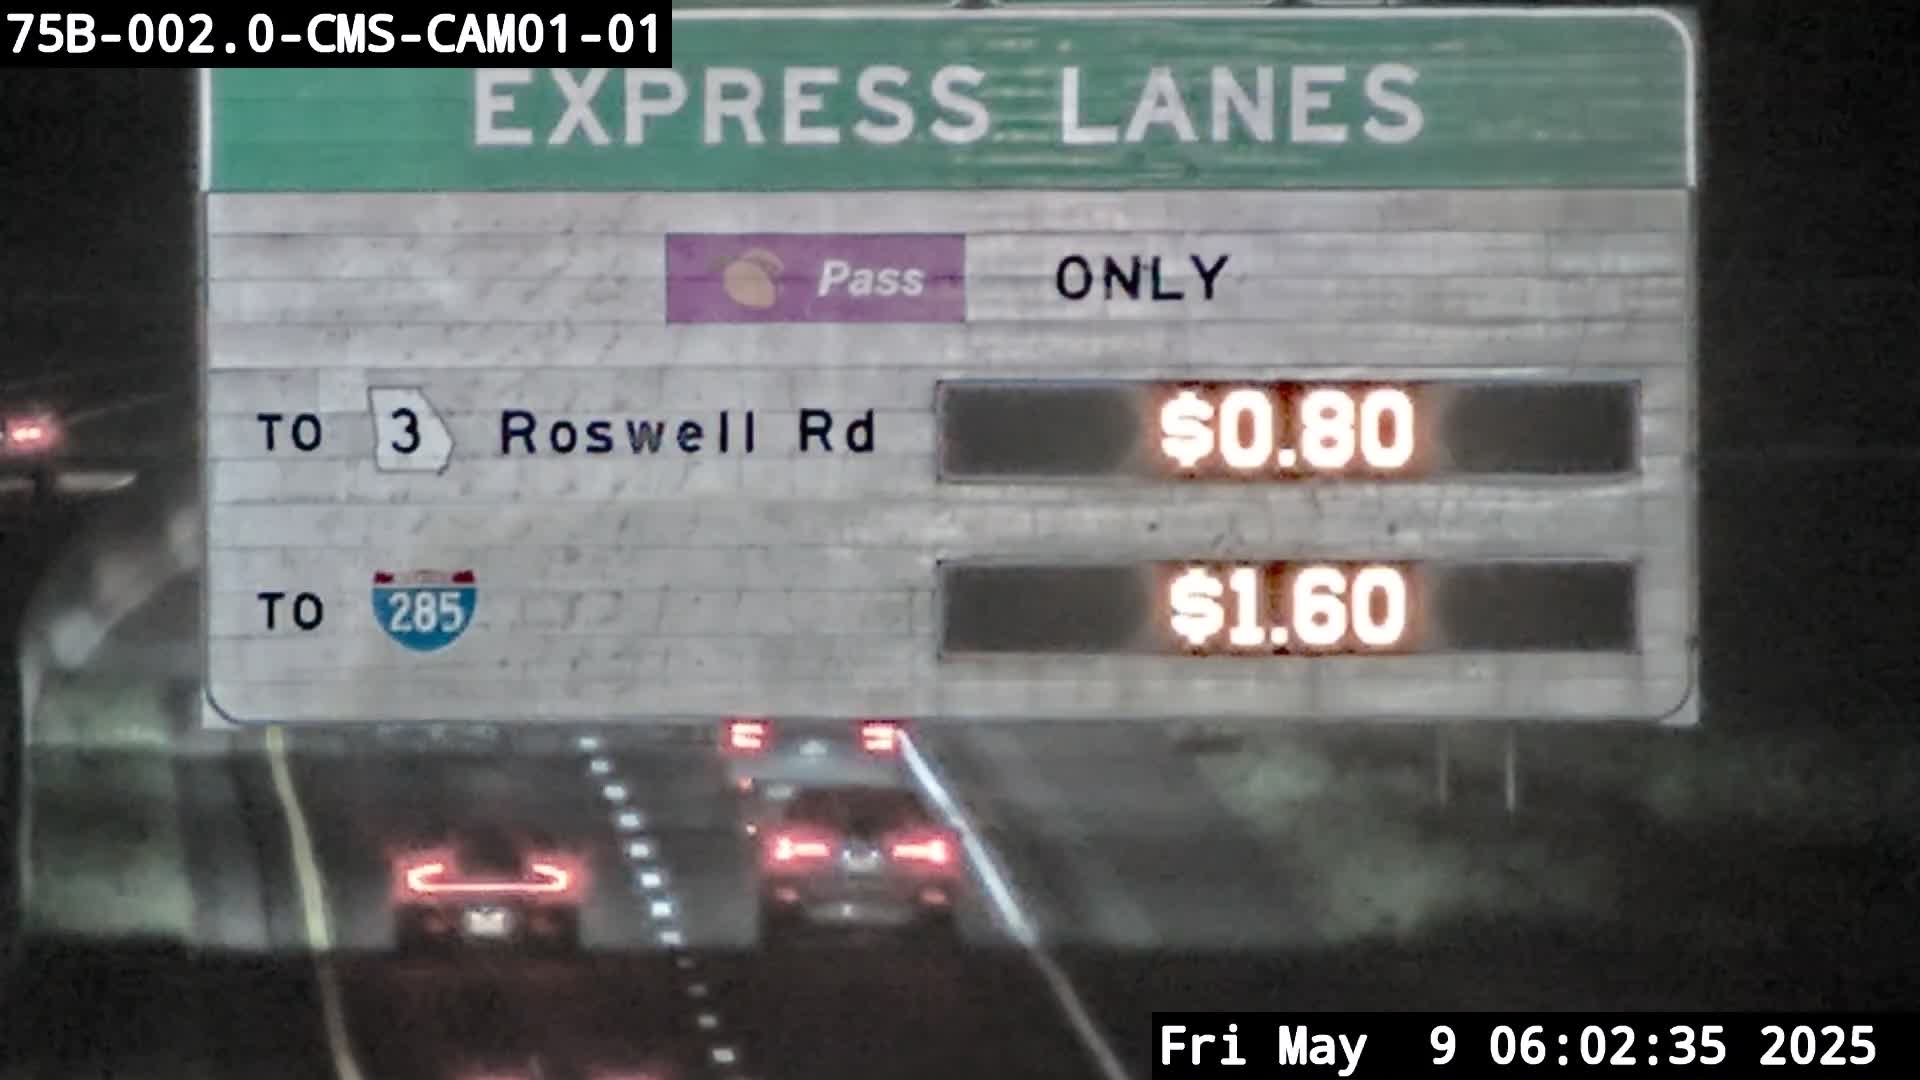 75B-002.0-CMS-CAM01-01
EXPRESS LANES
Pass ONLY
TO 3 Roswell Rd $0.80
TO 285 $1.60
Fri May 9 06:02:35 2025